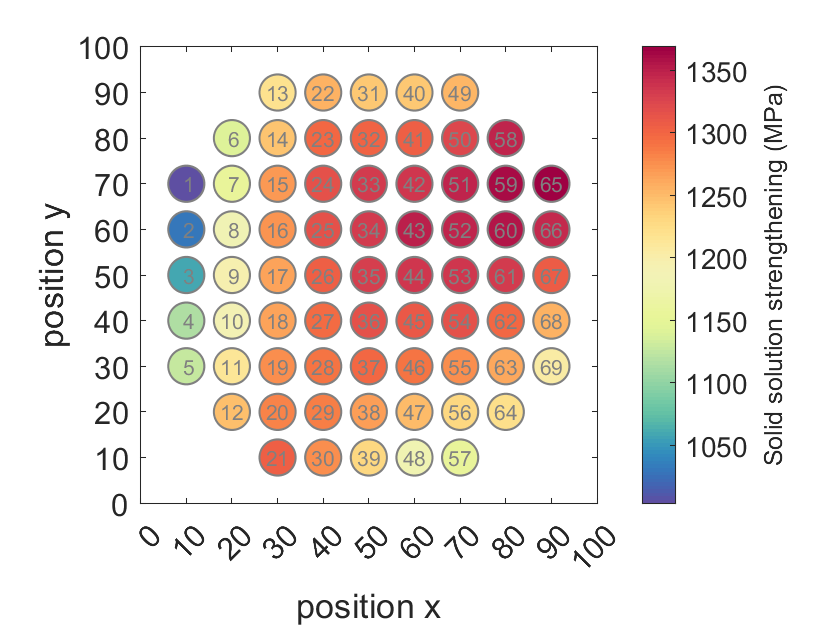 100
90
80
70
60
50
40
30
20
10
0
position y
13 22 31 40 49
6 14 23 32 41 50 58
1 7 15 24 33 42 51 59 65
2 8 16 25 34 43 52 60 66
3 9 17 26 35 44 53 61 67
4 10 18 27 36 45 54 62 68
5 11 19 28 37 46 55 63 69
12 20 29 38 47 56 64
21 30 39 48 57
0 10 20 30 40 50 60 70 80 90 100
position x
1350
1300
1250
1200
1150
1100
1050
Solid solution strengthening (MPa)